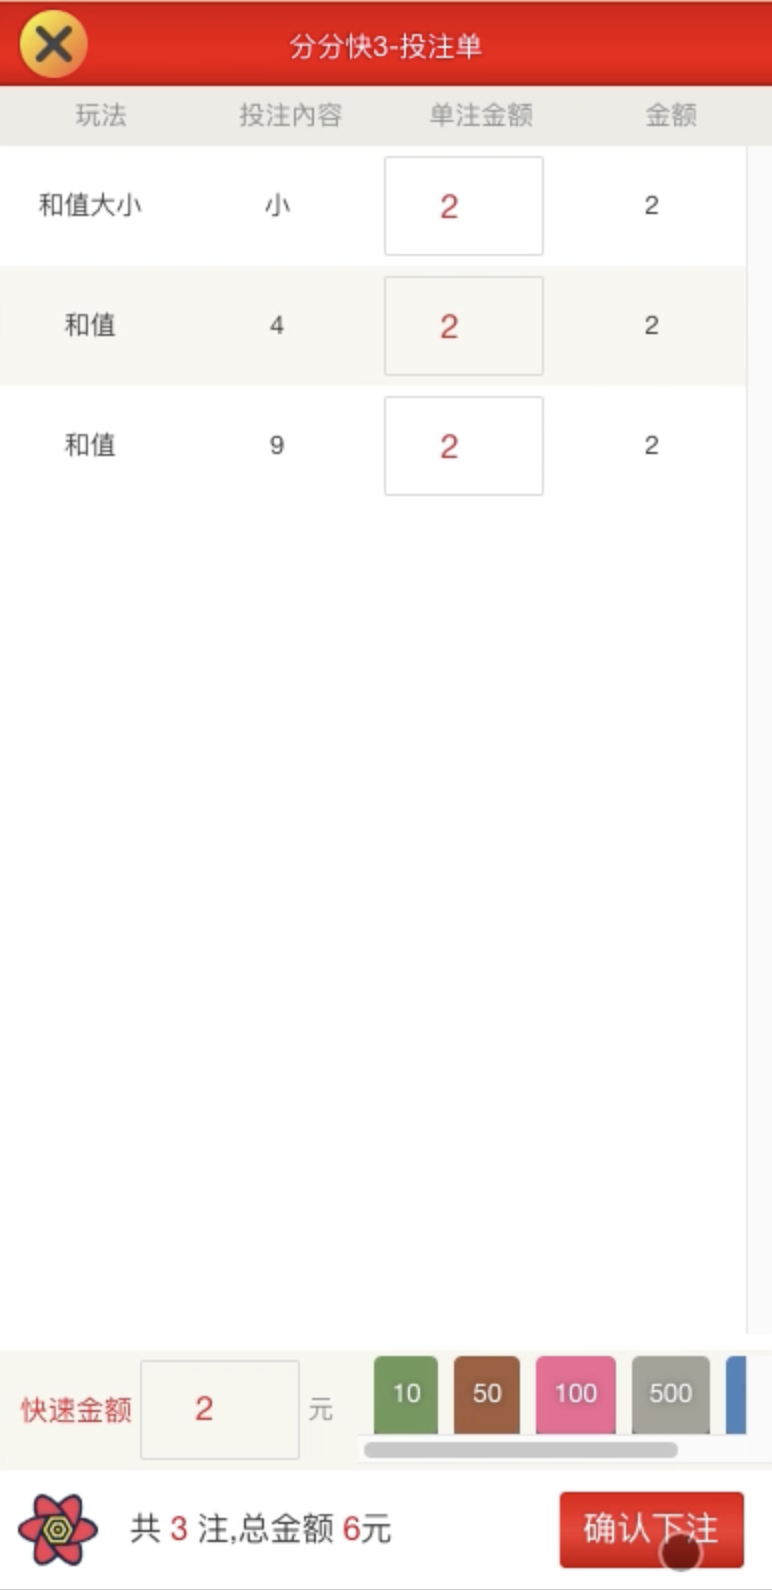 分分快3-投注单
玩法 投注內容 单注金额 金额
和值大小 小 2 2
和值 4 2 2
和值 9 2 2
快速金额 2 元 10 50 100 500
共 3 注,总金额 6元 确认下注